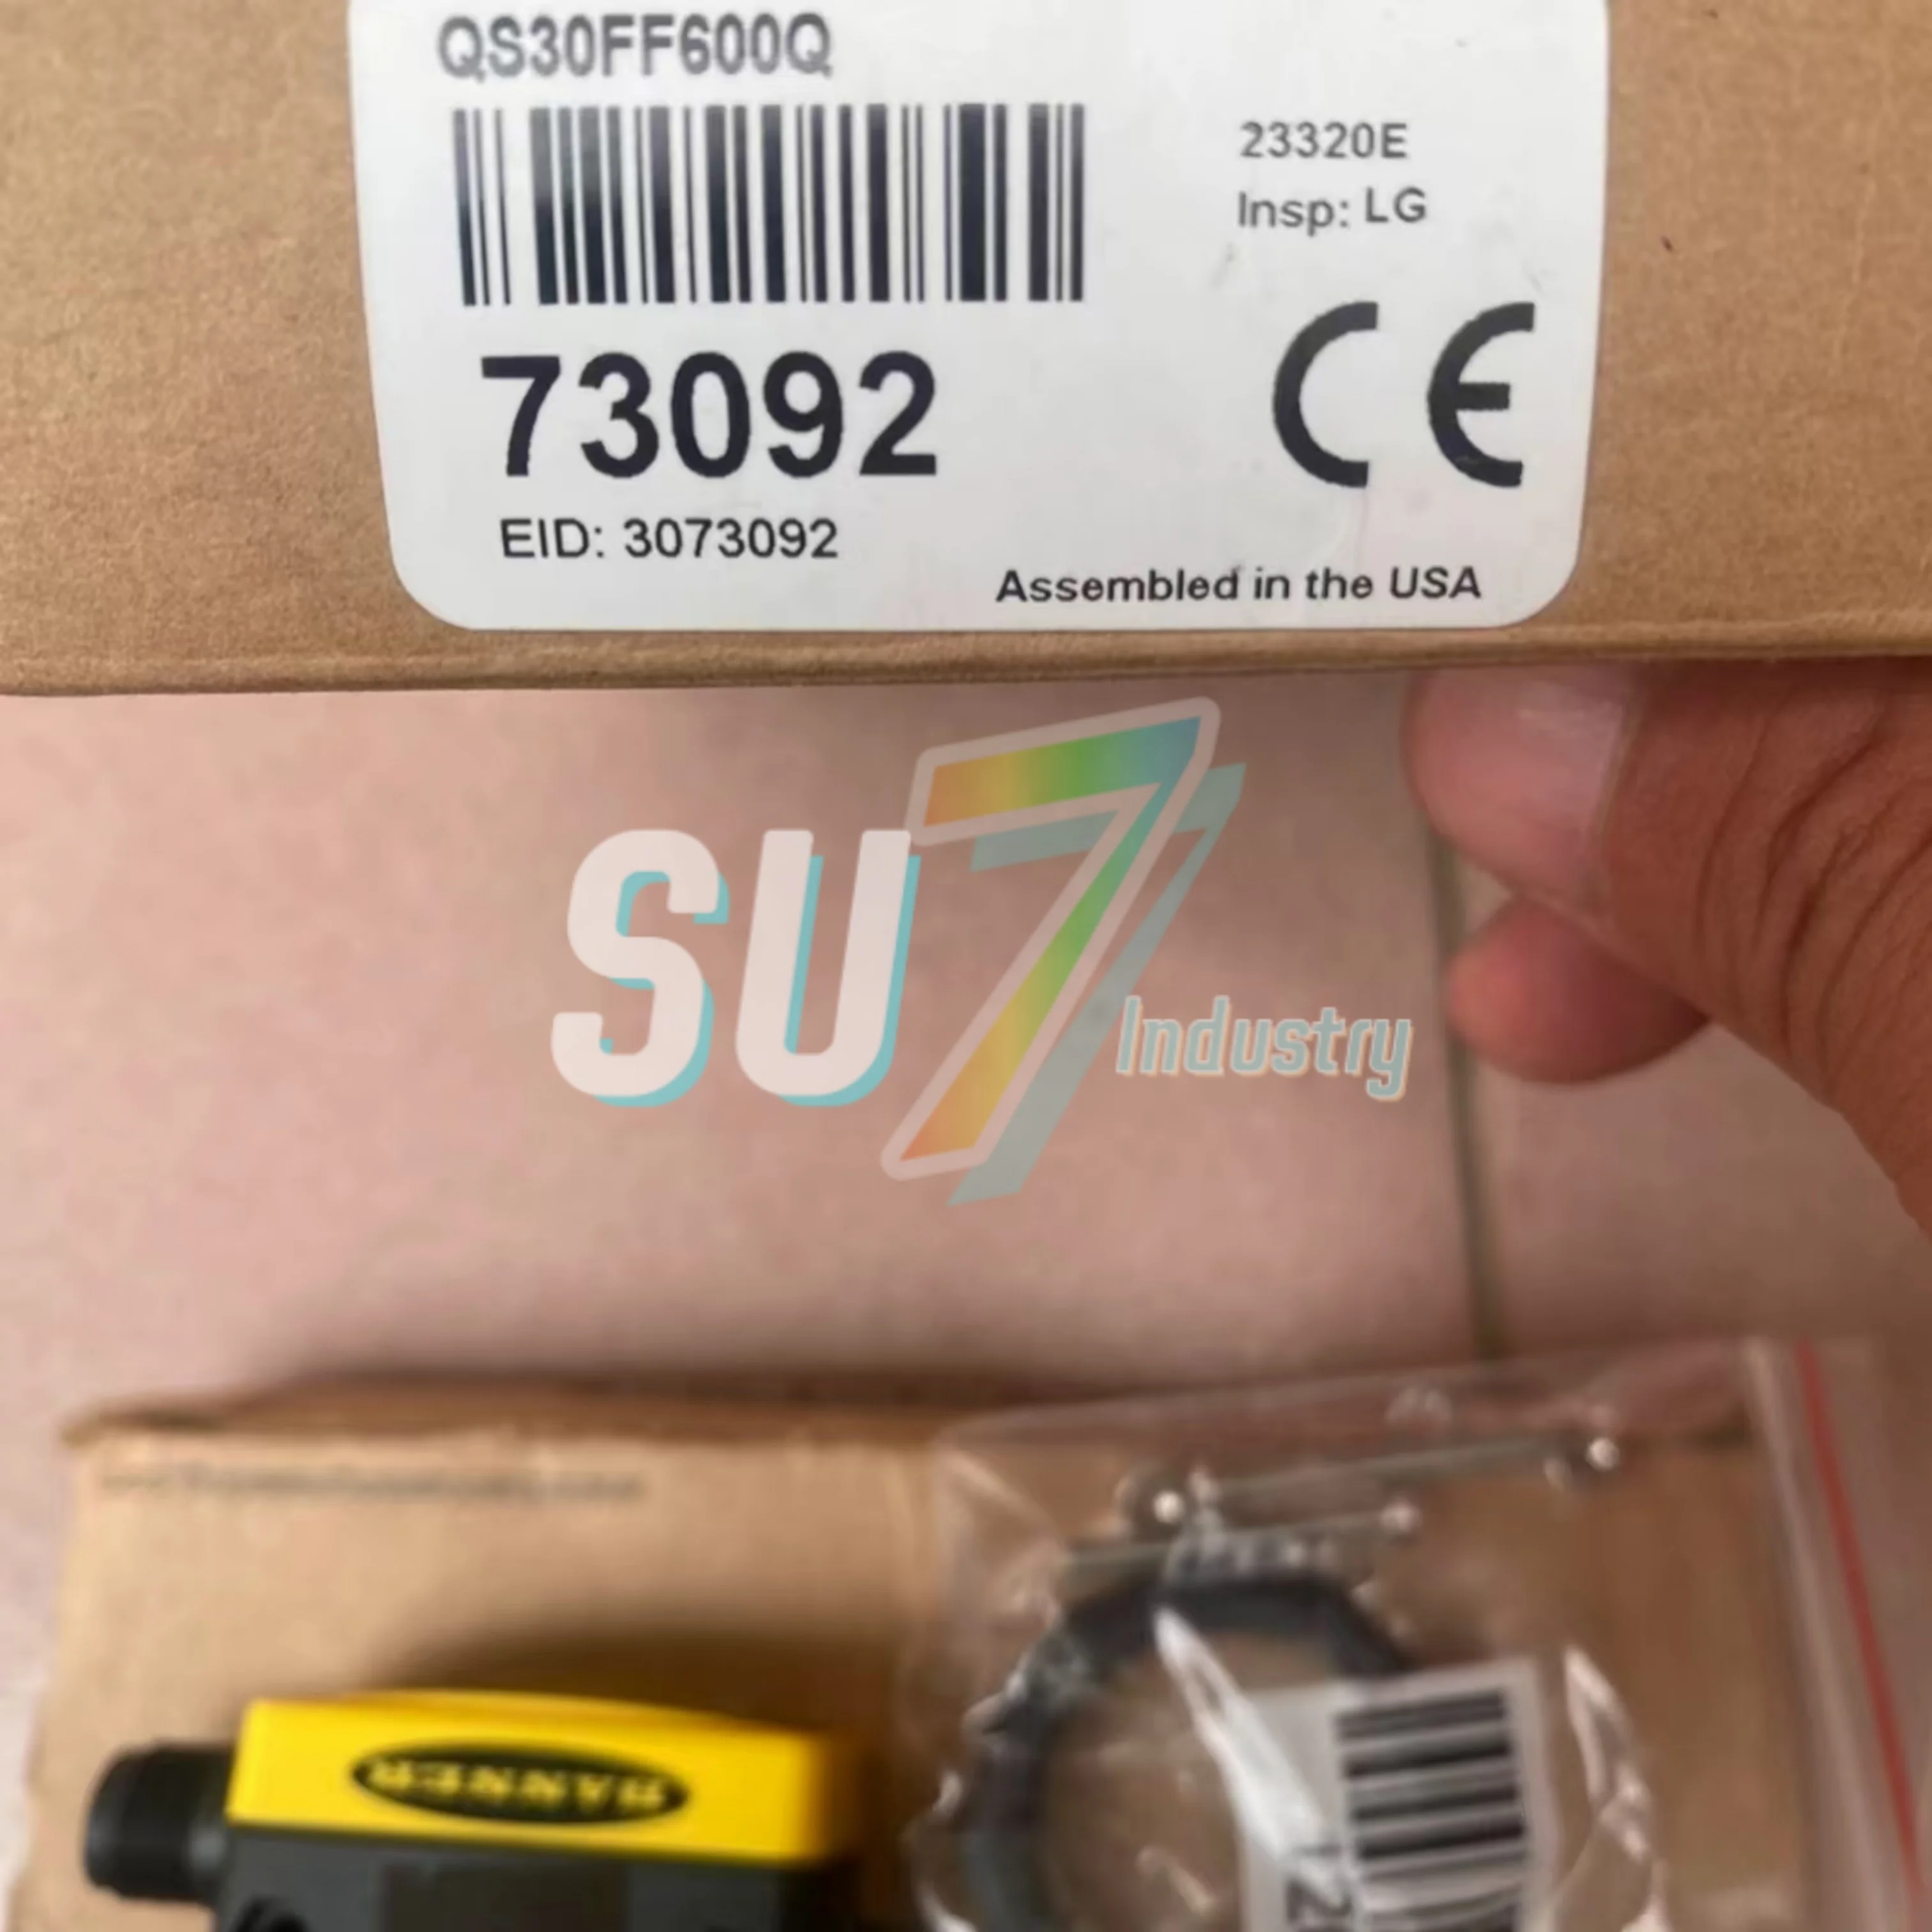 QS30FF600Q
23320E
Insp: LG
73092
CE
EID: 3073092
Assembled in the USA
SU7
Industry
BANNER